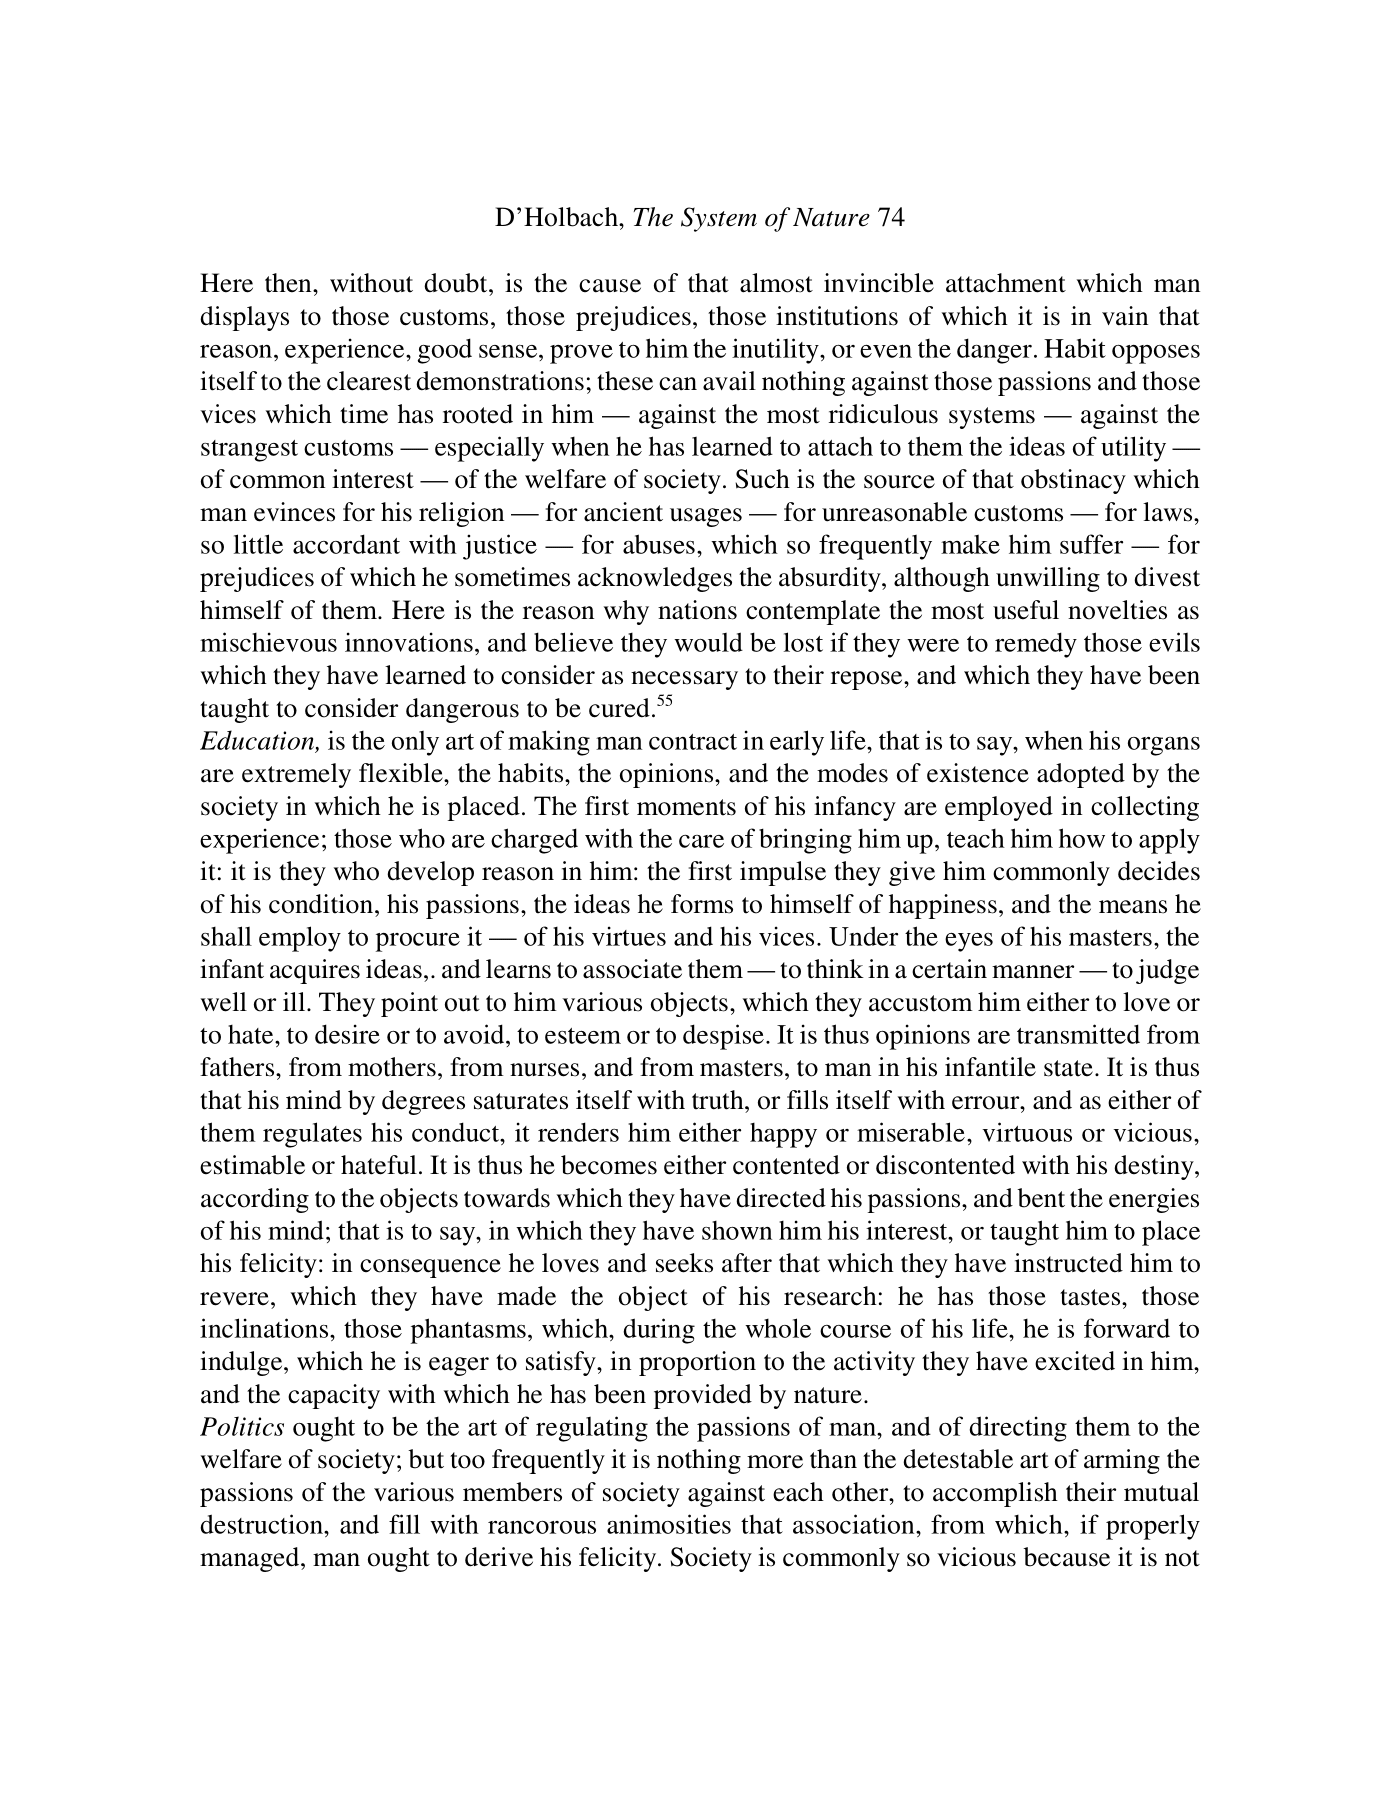 D’Holbach, The System of Nature 74
Here then, without doubt, is the cause of that almost invincible attachment which man
displays to those customs, those prejudices, those institutions of which it is in vain that
reason, experience, good sense, prove to him the inutility, or even the danger. Habit opposes
itself to the clearest demonstrations; these can avail nothing against those passions and those
vices which time has rooted in him — against the most ridiculous systems — against the
strangest customs — especially when he has learned to attach to them the ideas of utility —
of common interest — of the welfare of society. Such is the source of that obstinacy which
man evinces for his religion — for ancient usages — for unreasonable customs — for laws,
so little accordant with justice — for abuses, which so frequently make him suffer — for
prejudices of which he sometimes acknowledges the absurdity, although unwilling to divest
himself of them. Here is the reason why nations contemplate the most useful novelties as
mischievous innovations, and believe they would be lost if they were to remedy those evils
which they have learned to consider as necessary to their repose, and which they have been
taught to consider dangerous to be cured.55
Education, is the only art of making man contract in early life, that is to say, when his organs
are extremely flexible, the habits, the opinions, and the modes of existence adopted by the
society in which he is placed. The first moments of his infancy are employed in collecting
experience; those who are charged with the care of bringing him up, teach him how to apply
it: it is they who develop reason in him: the first impulse they give him commonly decides
of his condition, his passions, the ideas he forms to himself of happiness, and the means he
shall employ to procure it — of his virtues and his vices. Under the eyes of his masters, the
infant acquires ideas,. and learns to associate them — to think in a certain manner — to judge
well or ill. They point out to him various objects, which they accustom him either to love or
to hate, to desire or to avoid, to esteem or to despise. It is thus opinions are transmitted from
fathers, from mothers, from nurses, and from masters, to man in his infantile state. It is thus
that his mind by degrees saturates itself with truth, or fills itself with errour, and as either of
them regulates his conduct, it renders him either happy or miserable, virtuous or vicious,
estimable or hateful. It is thus he becomes either contented or discontented with his destiny,
according to the objects towards which they have directed his passions, and bent the energies
of his mind; that is to say, in which they have shown him his interest, or taught him to place
his felicity: in consequence he loves and seeks after that which they have instructed him to
revere, which they have made the object of his research: he has those tastes, those
inclinations, those phantasms, which, during the whole course of his life, he is forward to
indulge, which he is eager to satisfy, in proportion to the activity they have excited in him,
and the capacity with which he has been provided by nature.
Politics ought to be the art of regulating the passions of man, and of directing them to the
welfare of society; but too frequently it is nothing more than the detestable art of arming the
passions of the various members of society against each other, to accomplish their mutual
destruction, and fill with rancorous animosities that association, from which, if properly
managed, man ought to derive his felicity. Society is commonly so vicious because it is not